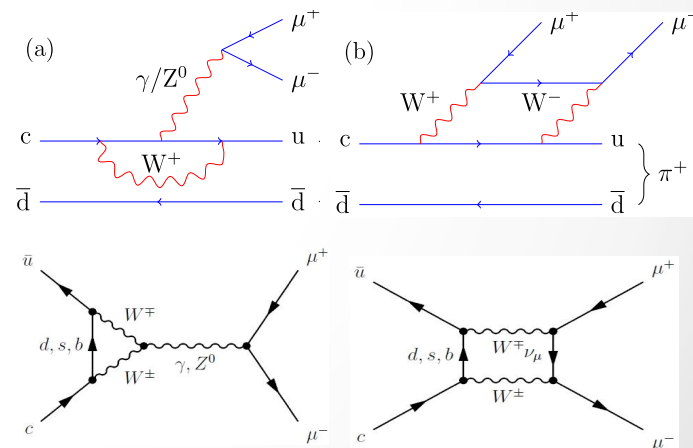 (a)
μ⁺
μ⁻
γ/Z⁰
c
u
W⁺
d̅
d̅
(b)
μ⁺
μ⁻
W⁺
W⁻
c
u
π⁺
d̅
d̅
ū
μ⁺
W∓
d, s, b
γ, Z⁰
W±
c
μ⁻
ū
μ⁺
W∓
νμ
d, s, b
W±
c
μ⁻